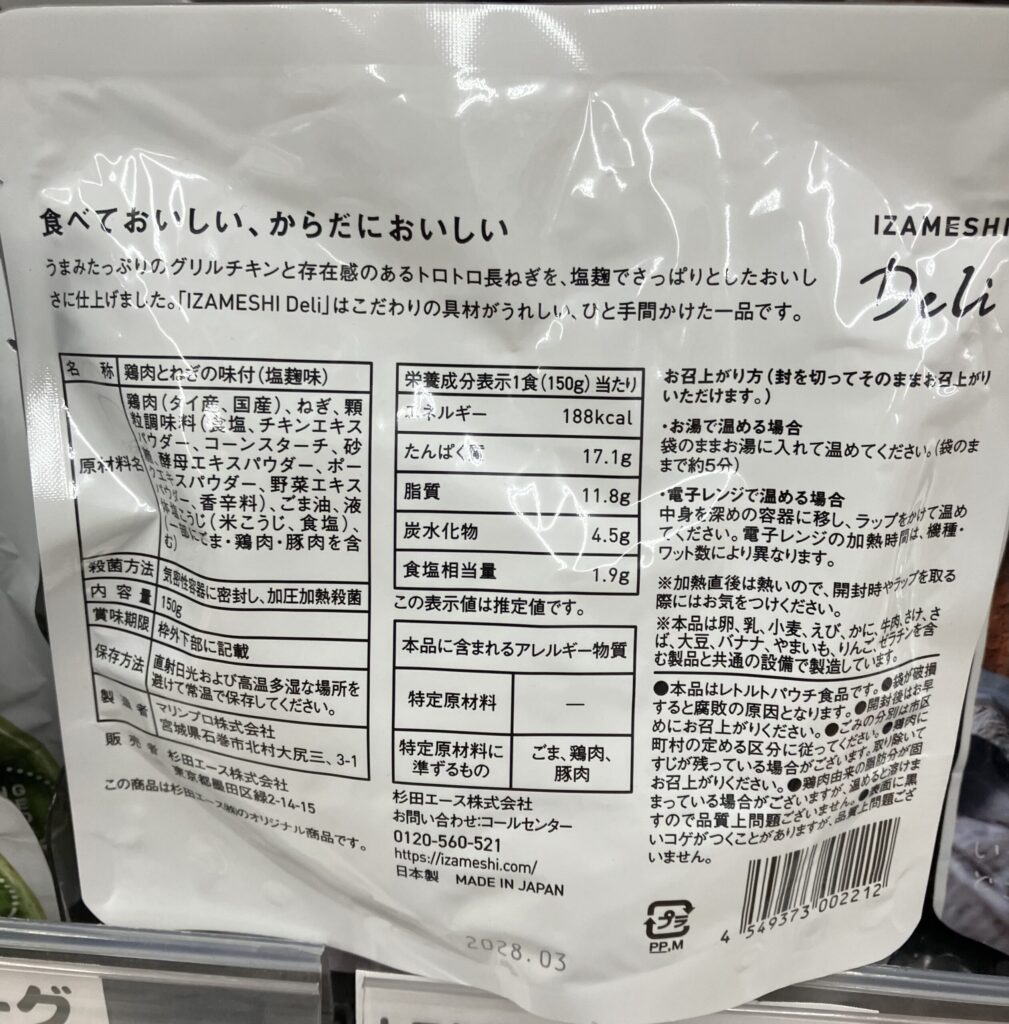 食べておいしい、からだにおいしい
うまみたっぷりのグリルチキンと存在感のあるトロトロ長ねぎを、塩麹でさっぱりとしたおいし
さに仕上げました。「IZAMESHI Deli」はこだわりの具材がうれしい、ひと手間かけた一品です。
IZAMESHI
Deli
名 称 鶏肉とねぎの味付(塩麹味)
原材料名
鶏肉(タイ産、国産)、ねぎ、顆
粒調味料(食塩、チキンエキス
パウダー、コーンスターチ、砂
糖、酵母エキスパウダー、ポー
クエキスパウダー、野菜エキス
パウダー、香辛料)、ごま油、液
体塩こうじ(米こうじ、食塩)、
(一部にごま・鶏肉・豚肉を含
む)
殺菌方法 気密性容器に密封し、加圧加熱殺菌
内 容 量 150g
賞味期限 枠外下部に記載
保存方法 直射日光および高温多湿な場所を
避けて常温で保存してください。
製 造 者 マリンプロ株式会社
宮城県石巻市北村大尻三、3-1
販 売 者 杉田エース株式会社
東京都墨田区緑2-14-15
この商品は杉田エース㈱のオリジナル商品です。
栄養成分表示1食(150g)当たり
エネルギー 188kcal
たんぱく質 17.1g
脂質 11.8g
炭水化物 4.5g
食塩相当量 1.9g
この表示値は推定値です。
本品に含まれるアレルギー物質
特定原材料 ―
特定原材料に
準ずるもの
ごま、鶏肉、
豚肉
杉田エース株式会社
お問い合わせ:コールセンター
0120-560-521
https://izameshi.com/
日本製 MADE IN JAPAN
お召上がり方(封を切ってそのままお召上がり
いただけます。)
・お湯で温める場合
袋のままお湯に入れて温めてください。(袋のま
まで約5分)
・電子レンジで温める場合
中身を深めの容器に移し、ラップをかけて温め
てください。電子レンジの加熱時間は、機種・
ワット数により異なります。
※加熱直後は熱いので、開封時やラップを取る
際にはお気をつけください。
※本品は卵、乳、小麦、えび、かに、牛肉、さけ、さ
ば、大豆、バナナ、やまいも、りんご、ゼラチンを含
む製品と共通の設備で製造しています。
●本品はレトルトパウチ食品です。●袋が破損
すると腐敗の原因となります。●開封後はお早
めにお召上がりください。●ごみの分別は市区
町村の定める区分に従ってください。●鶏肉に
すじが残っている場合がございます。取り除いて
お召上がりください。●鶏肉由来の脂肪分が固
まっている場合がございますが、温めると溶けま
すので品質上問題ございません。●表面に黒
いコゲがつくことがありますが、品質上問題ござ
いません。
プラ
PP.M
4 549373 002212
2028.03
ーグ